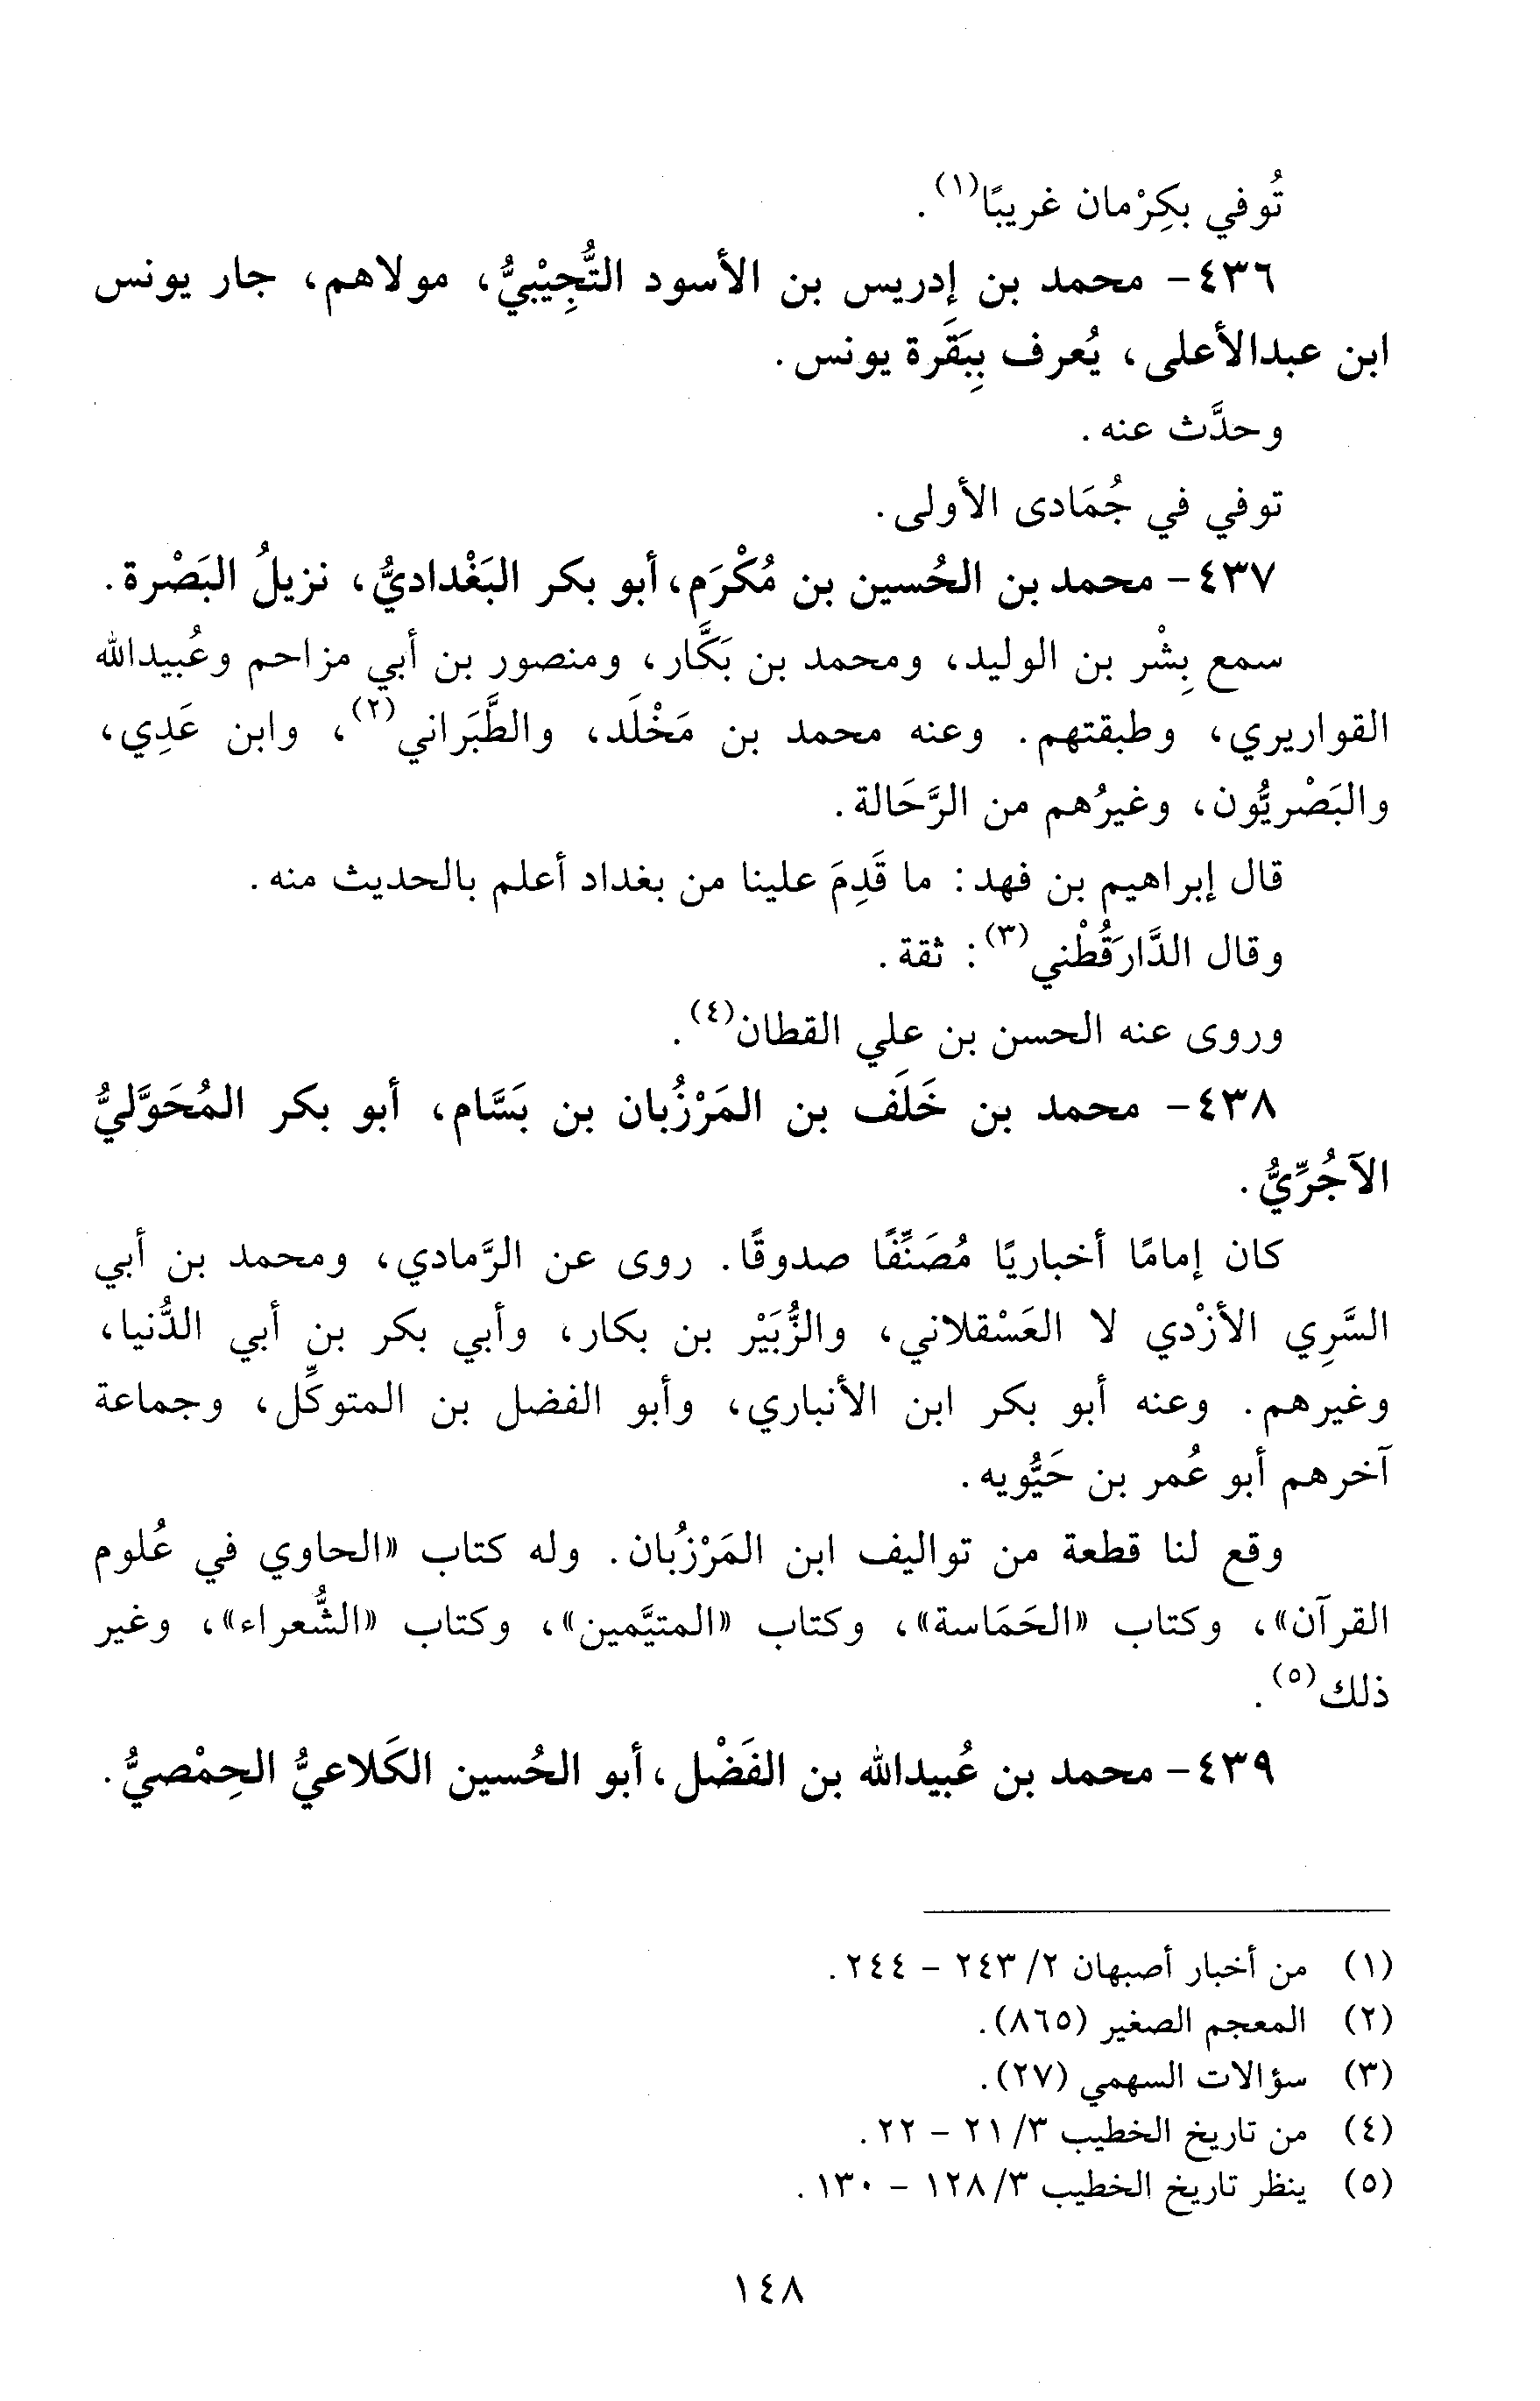 تُوفي بكِرْمان غريبًا(١).
٤٣٦- محمد بن إدريس بن الأسود التُّجِيْبيُّ، مولاهم، جار يونس
ابن عبدالأعلى، يُعرف ببَقَرة يونس.
وحدَّث عنه.
توفي في جُمَادى الأولى.
٤٣٧- محمد بن الحُسين بن مُكْرَم، أبو بكر البَغْداديُّ، نزيلُ البَصْرة.
سمع بِشْر بن الوليد، ومحمد بن بَكَّار، ومنصور بن أبي مزاحم وعُبيدالله
القواريري، وطبقتهم. وعنه محمد بن مَخْلَد، والطَّبَراني(٢)، وابن عَدِي،
والبَصْريُّون، وغيرُهم من الرَّحَالة.
قال إبراهيم بن فهد: ما قَدِمَ علينا من بغداد أعلم بالحديث منه.
وقال الدَّارَقُطْني(٣): ثقة.
وروى عنه الحسن بن علي القطان(٤).
٤٣٨- محمد بن خَلَف بن المَرْزُبان بن بَسَّام، أبو بكر المُحَوَّليُّ
الآجُرِّيُّ.
كان إمامًا أخباريًا مُصَنِّفًا صدوقًا. روى عن الرَّمادي، ومحمد بن أبي
السَّرِي الأزْدي لا العَسْقلاني، والزُّبَيْر بن بكار، وأبي بكر بن أبي الدُّنيا،
وغيرهم. وعنه أبو بكر ابن الأنباري، وأبو الفضل بن المتوكِّل، وجماعة
آخرهم أبو عُمر بن حَيُّويه.
وقع لنا قطعة من تواليف ابن المَرْزُبان. وله كتاب «الحاوي في عُلوم
القرآن»، وكتاب «الحَمَاسة»، وكتاب «المتيَّمين»، وكتاب «الشُّعراء»، وغير
ذلك(٥).
٤٣٩- محمد بن عُبيدالله بن الفَضْل، أبو الحُسين الكَلاعيُّ الحِمْصيُّ.
(١) من أخبار أصبهان ٢/ ٢٤٣ - ٢٤٤.
(٢) المعجم الصغير (٨٦٥).
(٣) سؤالات السهمي (٢٧).
(٤) من تاريخ الخطيب ٣/ ٢١ - ٢٢.
(٥) ينظر تاريخ الخطيب ٣/ ١٢٨ - ١٣٠.
١٤٨